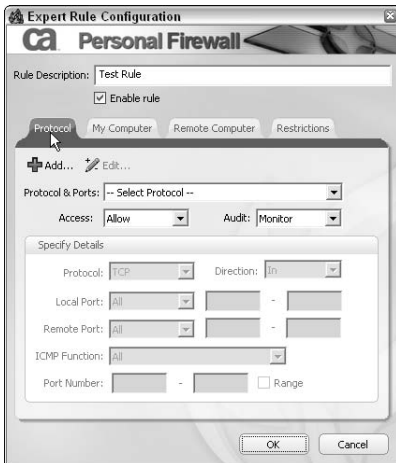 Expert Rule Configuration
ca Personal Firewall
Rule Description: Test Rule
Enable rule
Protocol My Computer Remote Computer Restrictions
Add... Edit...
Protocol & Ports: -- Select Protocol --
Access: Allow Audit: Monitor
Specify Details
Protocol: TCP Direction: In
Local Port: All -
Remote Port: All -
ICMP Function: All
Port Number: - Range
OK Cancel